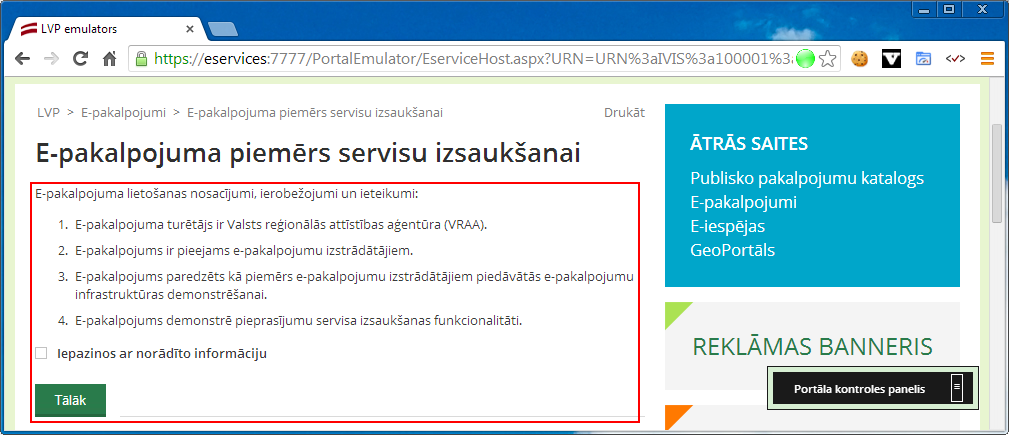 LVP emulators
https://eservices:7777/PortalEmulator/EserviceHost.aspx?URN=URN%3aIVIS%3a100001%3a
LVP > E-pakalpojumi > E-pakalpojuma piemērs servisu izsaukšanai
Drukāt
E-pakalpojuma piemērs servisu izsaukšanai
E-pakalpojuma lietošanas nosacījumi, ierobežojumi un ieteikumi:
1. E-pakalpojuma turētājs ir Valsts reģionālās attīstības aģentūra (VRAA).
2. E-pakalpojums ir pieejams e-pakalpojumu izstrādātājiem.
3. E-pakalpojums paredzēts kā piemērs e-pakalpojumu izstrādātājiem piedāvātās e-pakalpojumu
infrastruktūras demonstrēšanai.
4. E-pakalpojums demonstrē pieprasījumu servisa izsaukšanas funkcionalitāti.
Iepazinos ar norādīto informāciju
Tālāk
ĀTRĀS SAITES
Publisko pakalpojumu katalogs
E-pakalpojumi
E-iespējas
GeoPortāls
REKLĀMAS BANNERIS
Portāla kontroles panelis